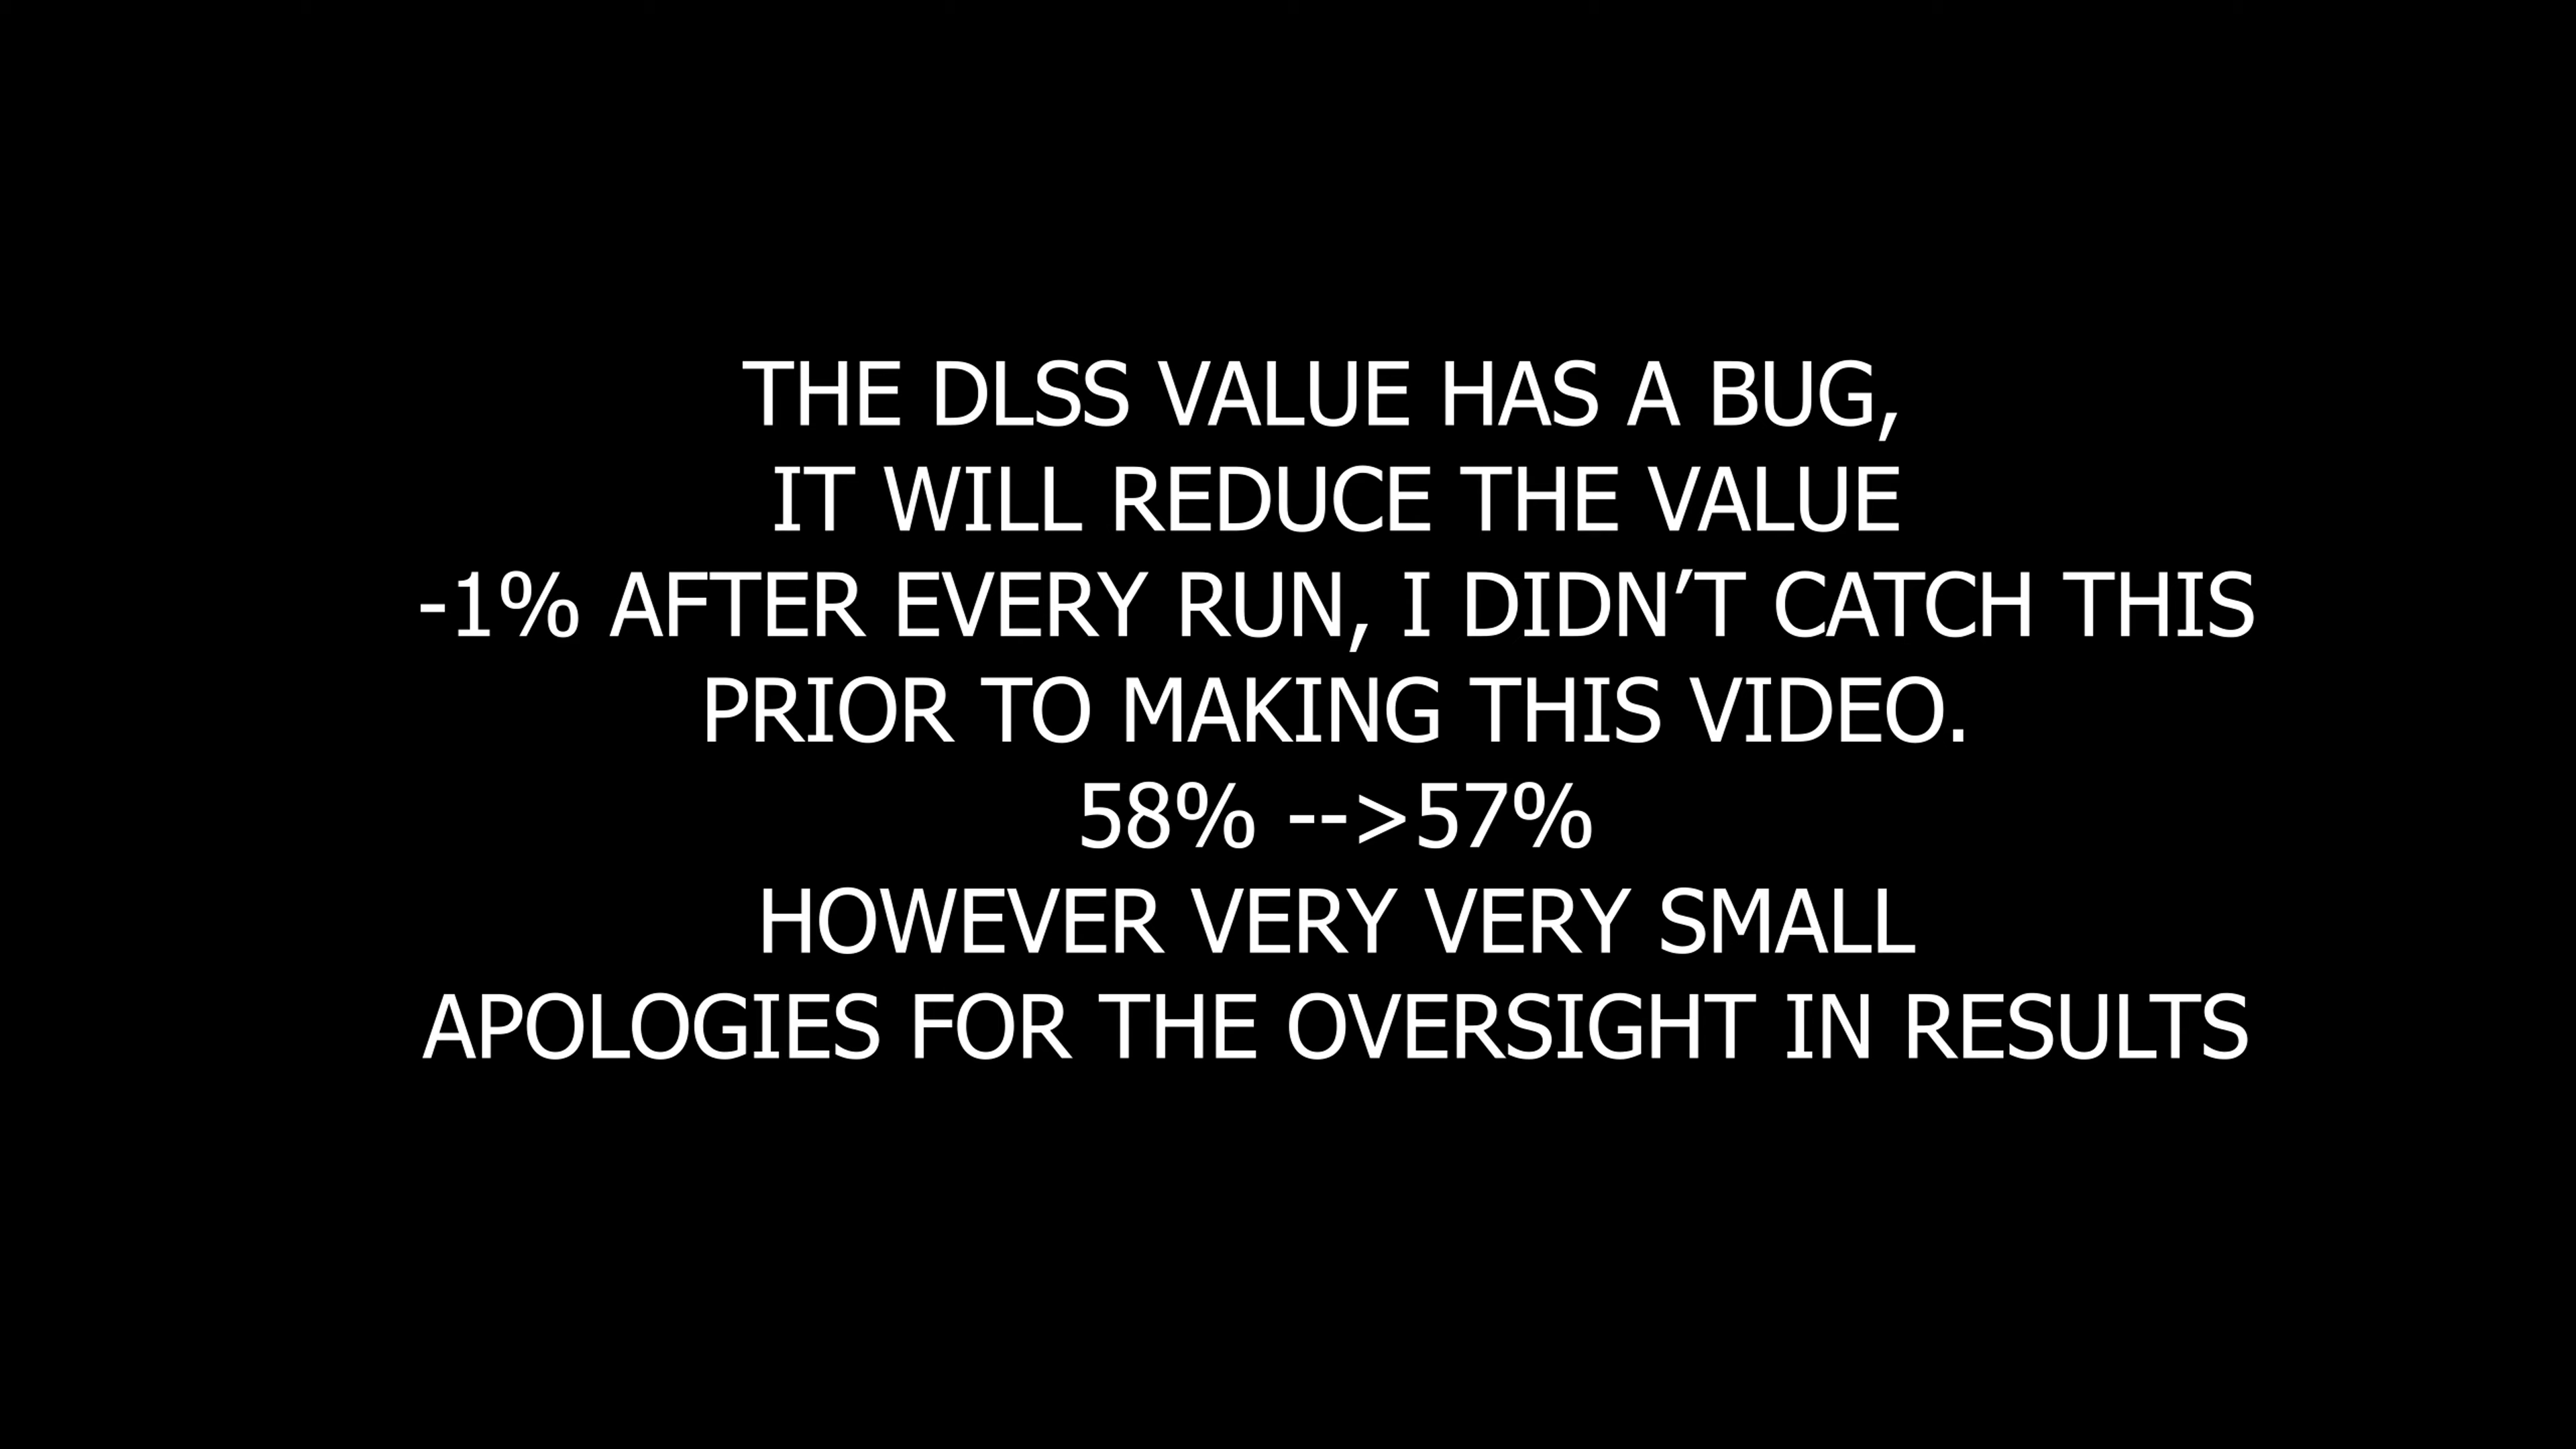 THE DLSS VALUE HAS A BUG,
IT WILL REDUCE THE VALUE
-1% AFTER EVERY RUN, I DIDN'T CATCH THIS
PRIOR TO MAKING THIS VIDEO.
58% -->57%
HOWEVER VERY VERY SMALL
APOLOGIES FOR THE OVERSIGHT IN RESULTS